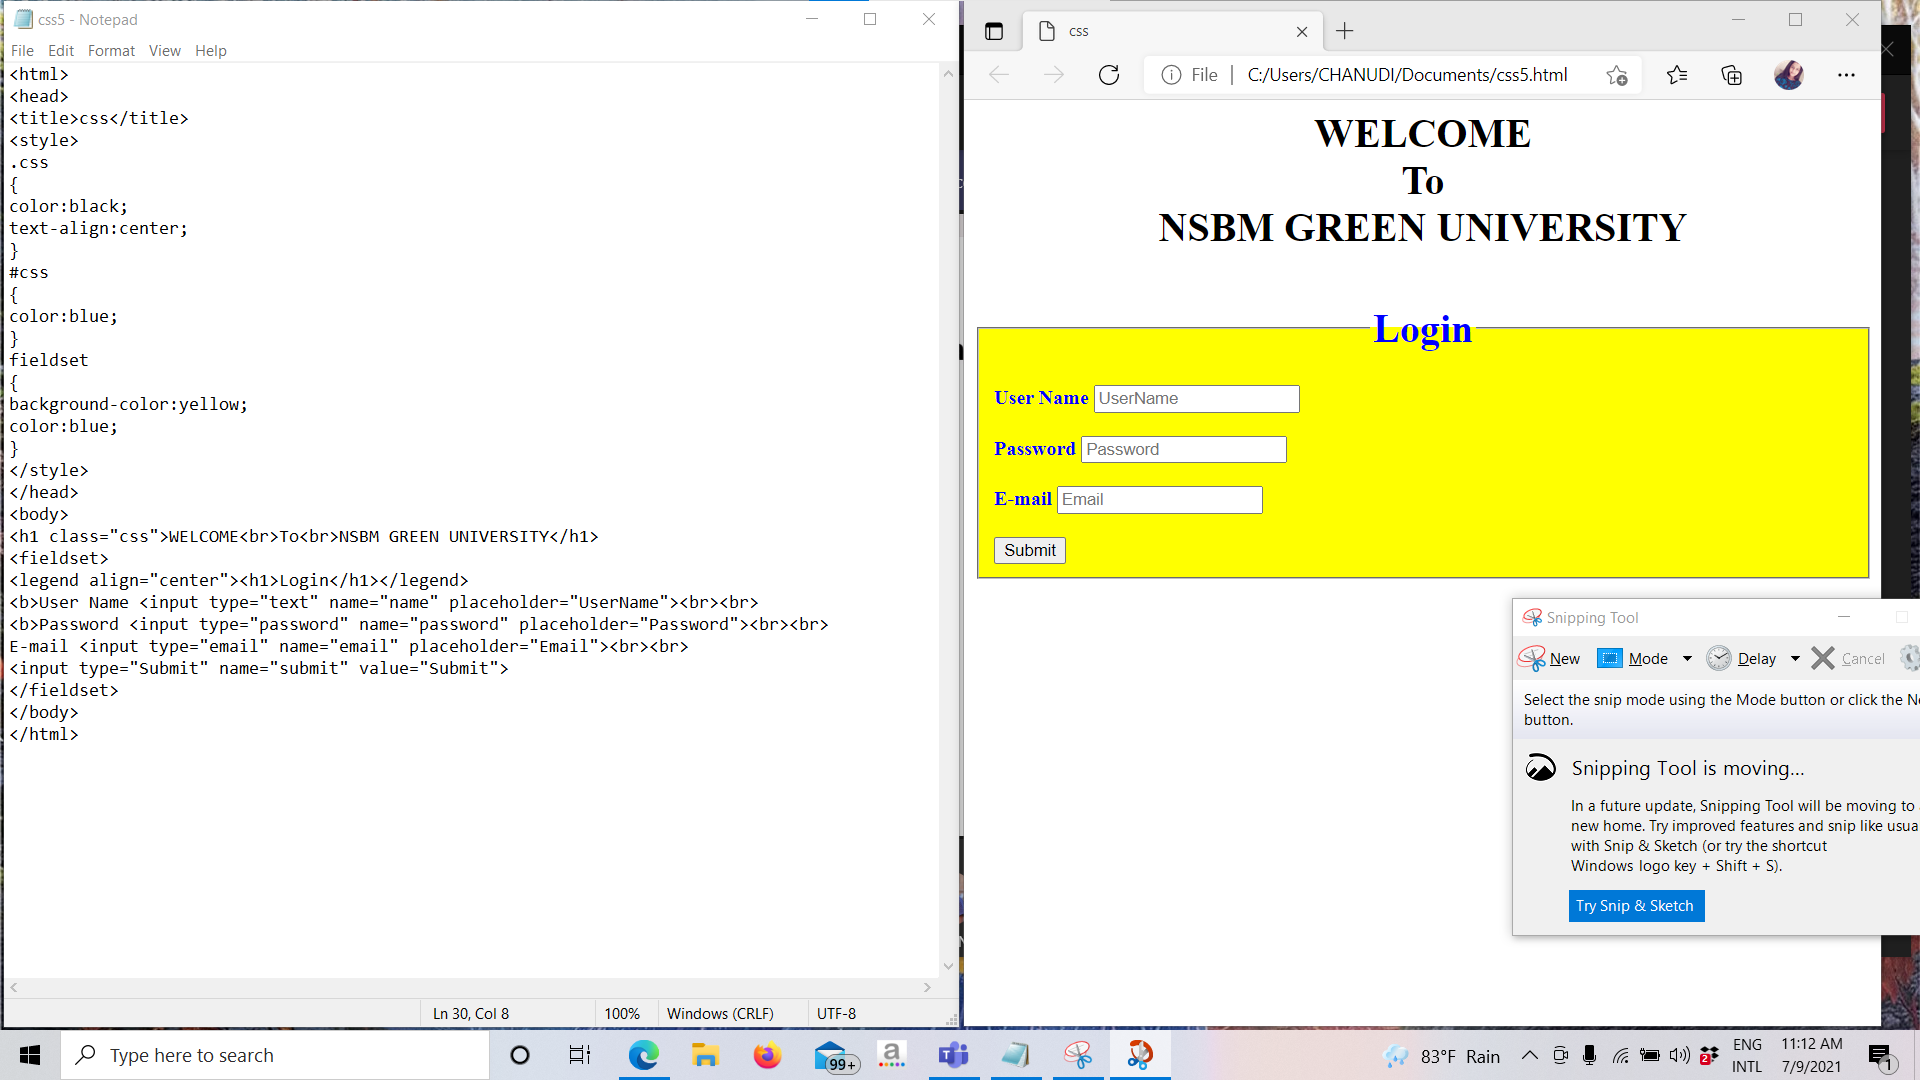 css5 - Notepad
File Edit Format View Help
<html>
<head>
<title>css</title>
<style>
.css
{
color:black;
text-align:center;
}
#css
{
color:blue;
}
fieldset
{
background-color:yellow;
color:blue;
}
</style>
</head>
<body>
<h1 class="css">WELCOME<br>To<br>NSBM GREEN UNIVERSITY</h1>
<fieldset>
<legend align="center"><h1>Login</h1></legend>
<b>User Name <input type="text" name="name" placeholder="UserName"><br><br>
<b>Password <input type="password" name="password" placeholder="Password"><br><br>
E-mail <input type="email" name="email" placeholder="Email"><br><br>
<input type="Submit" name="submit" value="Submit">
</fieldset>
</body>
</html>
Ln 30, Col 8 100% Windows (CRLF) UTF-8
css
File | C:/Users/CHANUDI/Documents/css5.html
WELCOME
To
NSBM GREEN UNIVERSITY
Login
User Name UserName
Password Password
E-mail Email
Submit
Snipping Tool
New Mode Delay Cancel
Select the snip mode using the Mode button or click the
button.
Snipping Tool is moving...
In a future update, Snipping Tool will be moving to
new home. Try improved features and snip like
with Snip & Sketch (or try the shortcut
Windows logo key + Shift + S).
Try Snip & Sketch
Type here to search
99+
a
83°F Rain
2
ENG
INTL
11:12 AM
7/9/2021
1